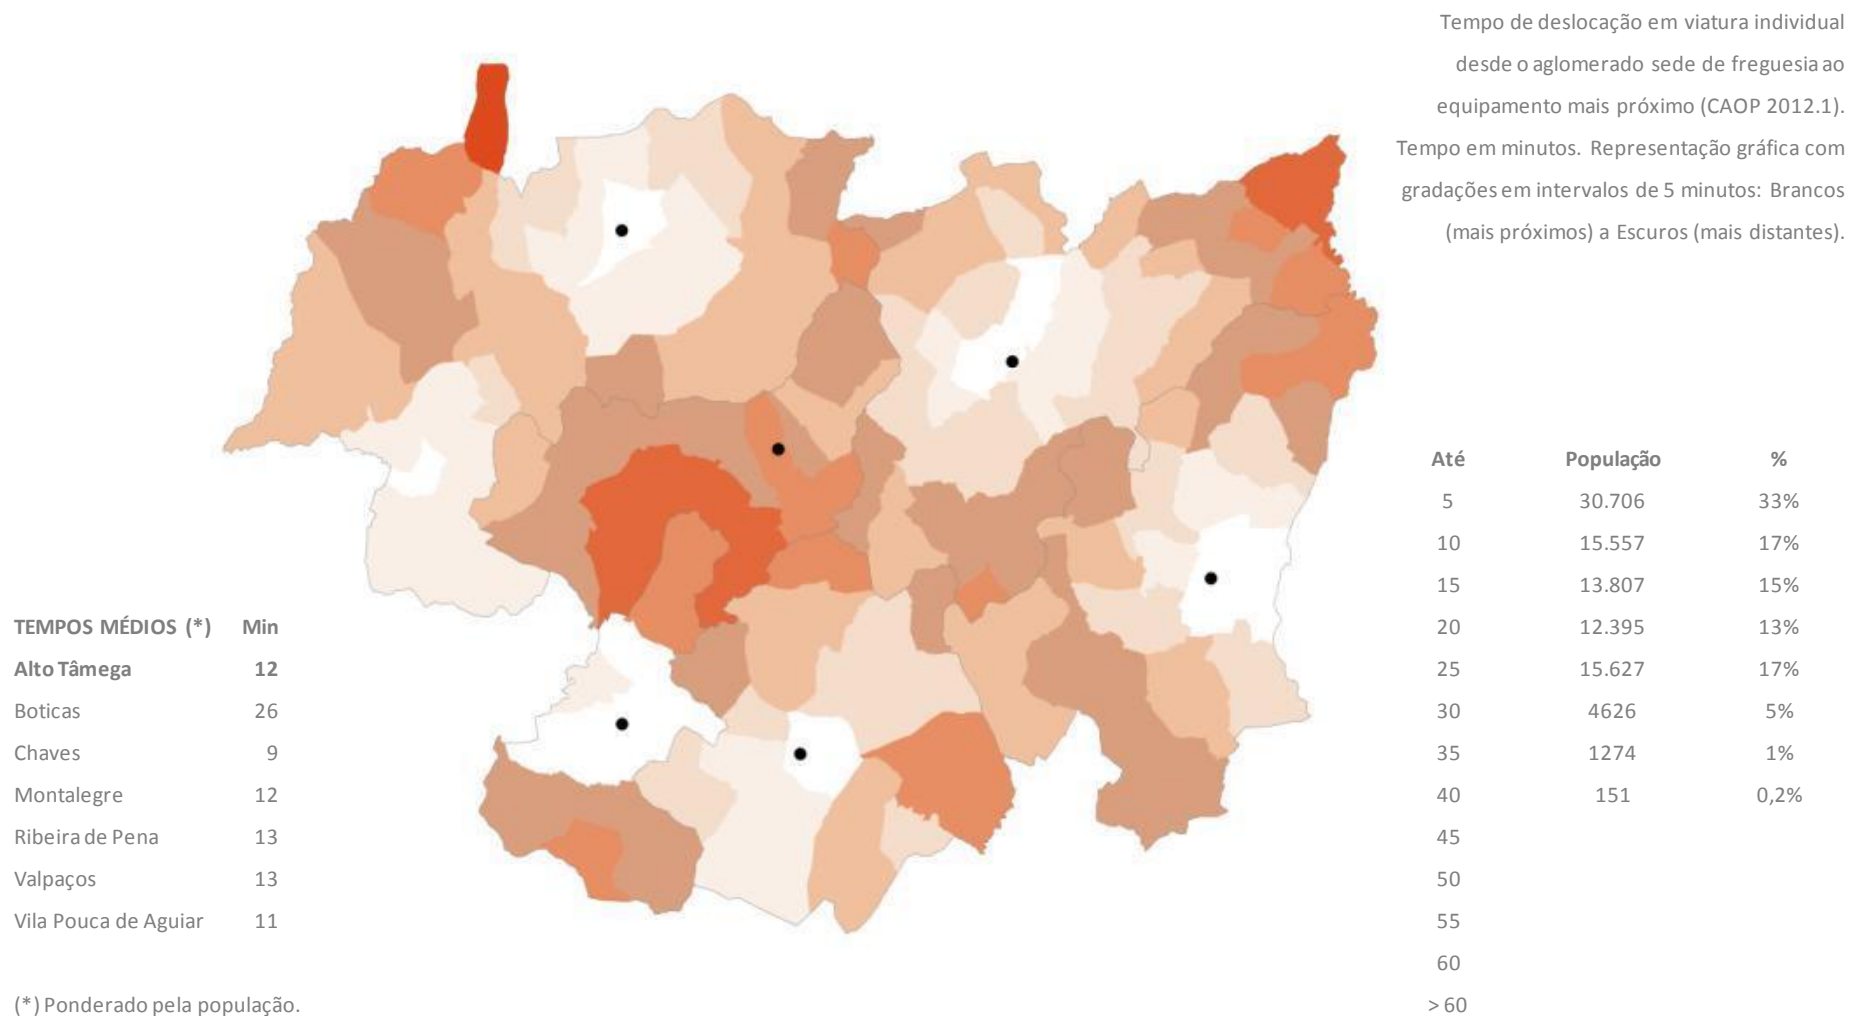 Tempo de deslocação em viatura individual
desde o aglomerado sede de freguesia ao
equipamento mais próximo (CAOP 2012.1).
Tempo em minutos. Representação gráfica com
gradações em intervalos de 5 minutos: Brancos
(mais próximos) a Escuros (mais distantes).
Até População %
5 30.706 33%
10 15.557 17%
15 13.807 15%
20 12.395 13%
25 15.627 17%
30 4626 5%
35 1274 1%
40 151 0,2%
45
50
55
60
> 60
TEMPOS MÉDIOS (*) Min
Alto Tâmega 12
Boticas 26
Chaves 9
Montalegre 12
Ribeira de Pena 13
Valpaços 13
Vila Pouca de Aguiar 11
(*) Ponderado pela população.